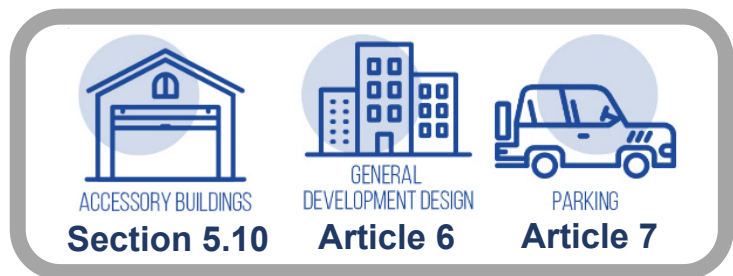 ACCESSORY BUILDINGS
Section 5.10
GENERAL
DEVELOPMENT DESIGN
Article 6
PARKING
Article 7